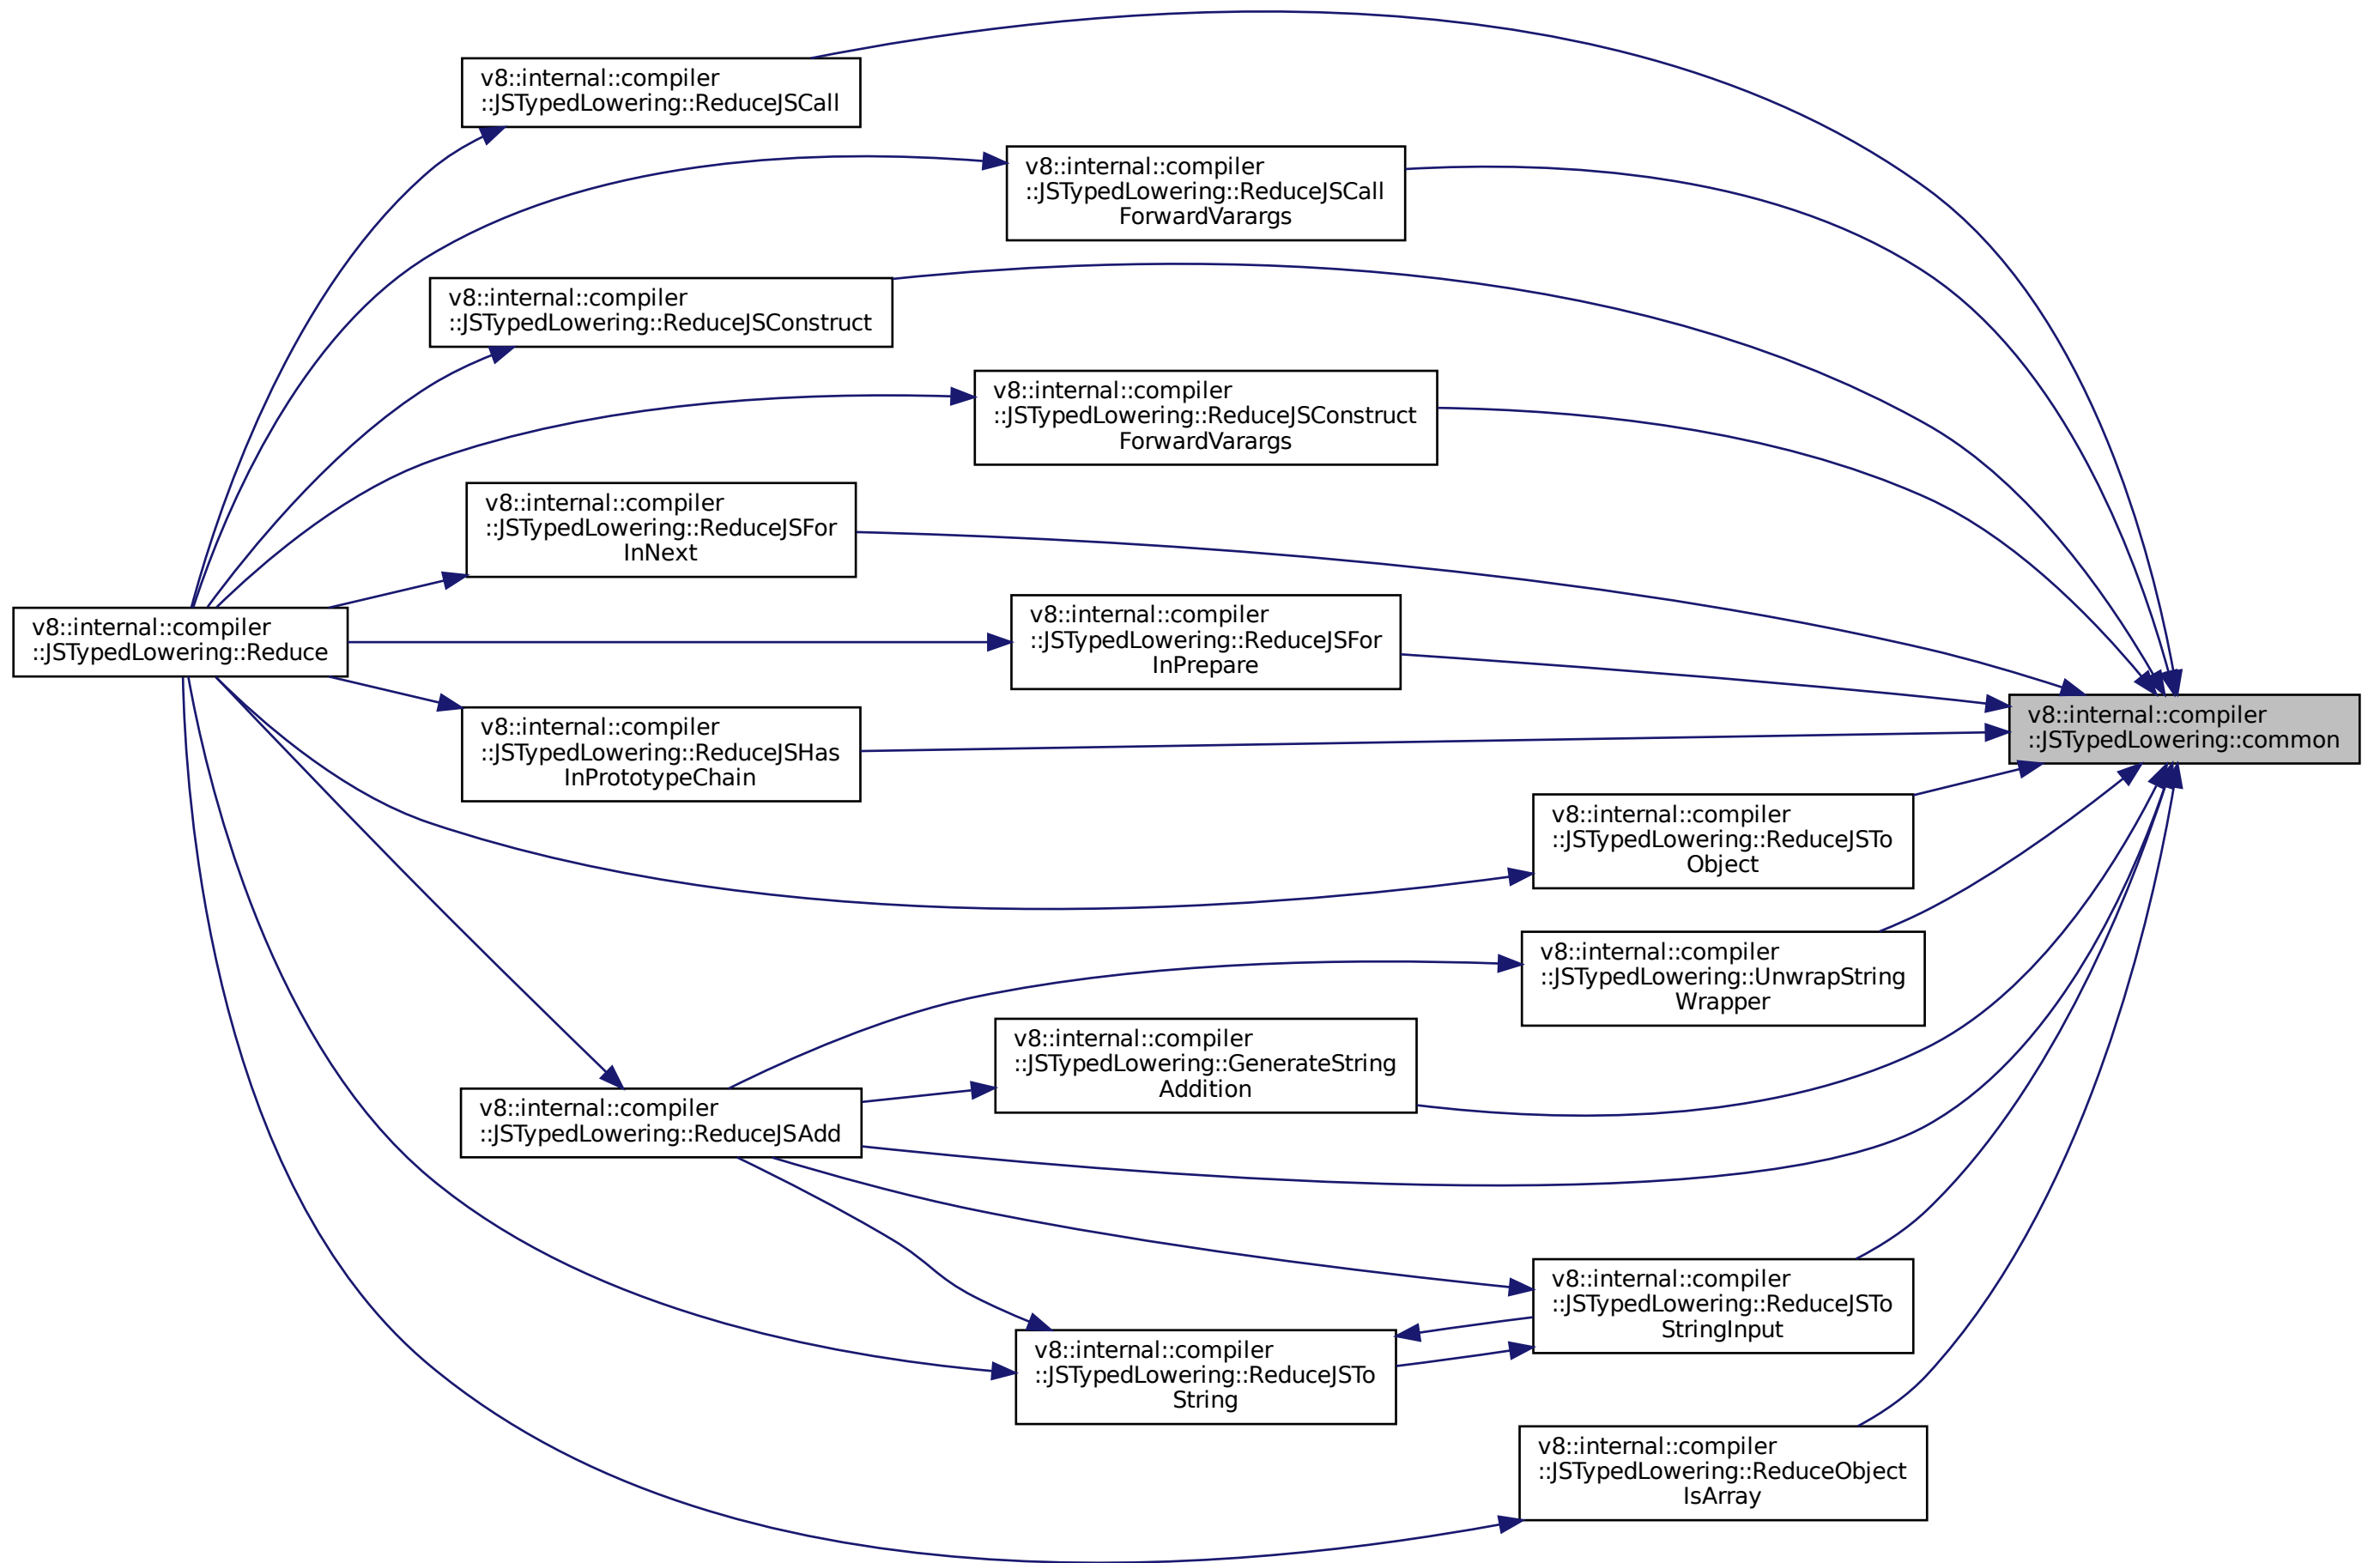 v8::internal::compiler
::JSTypedLowering::ReduceJSCall
v8::internal::compiler
::JSTypedLowering::ReduceJSCall
ForwardVarargs
v8::internal::compiler
::JSTypedLowering::ReduceJSConstruct
v8::internal::compiler
::JSTypedLowering::ReduceJSConstruct
ForwardVarargs
v8::internal::compiler
::JSTypedLowering::ReduceJSFor
InNext
v8::internal::compiler
::JSTypedLowering::Reduce
v8::internal::compiler
::JSTypedLowering::ReduceJSFor
InPrepare
v8::internal::compiler
::JSTypedLowering::common
v8::internal::compiler
::JSTypedLowering::ReduceJSHas
InPrototypeChain
v8::internal::compiler
::JSTypedLowering::ReduceJSTo
Object
v8::internal::compiler
::JSTypedLowering::UnwrapString
Wrapper
v8::internal::compiler
::JSTypedLowering::GenerateString
Addition
v8::internal::compiler
::JSTypedLowering::ReduceJSAdd
v8::internal::compiler
::JSTypedLowering::ReduceJSTo
StringInput
v8::internal::compiler
::JSTypedLowering::ReduceJSTo
String
v8::internal::compiler
::JSTypedLowering::ReduceObject
IsArray